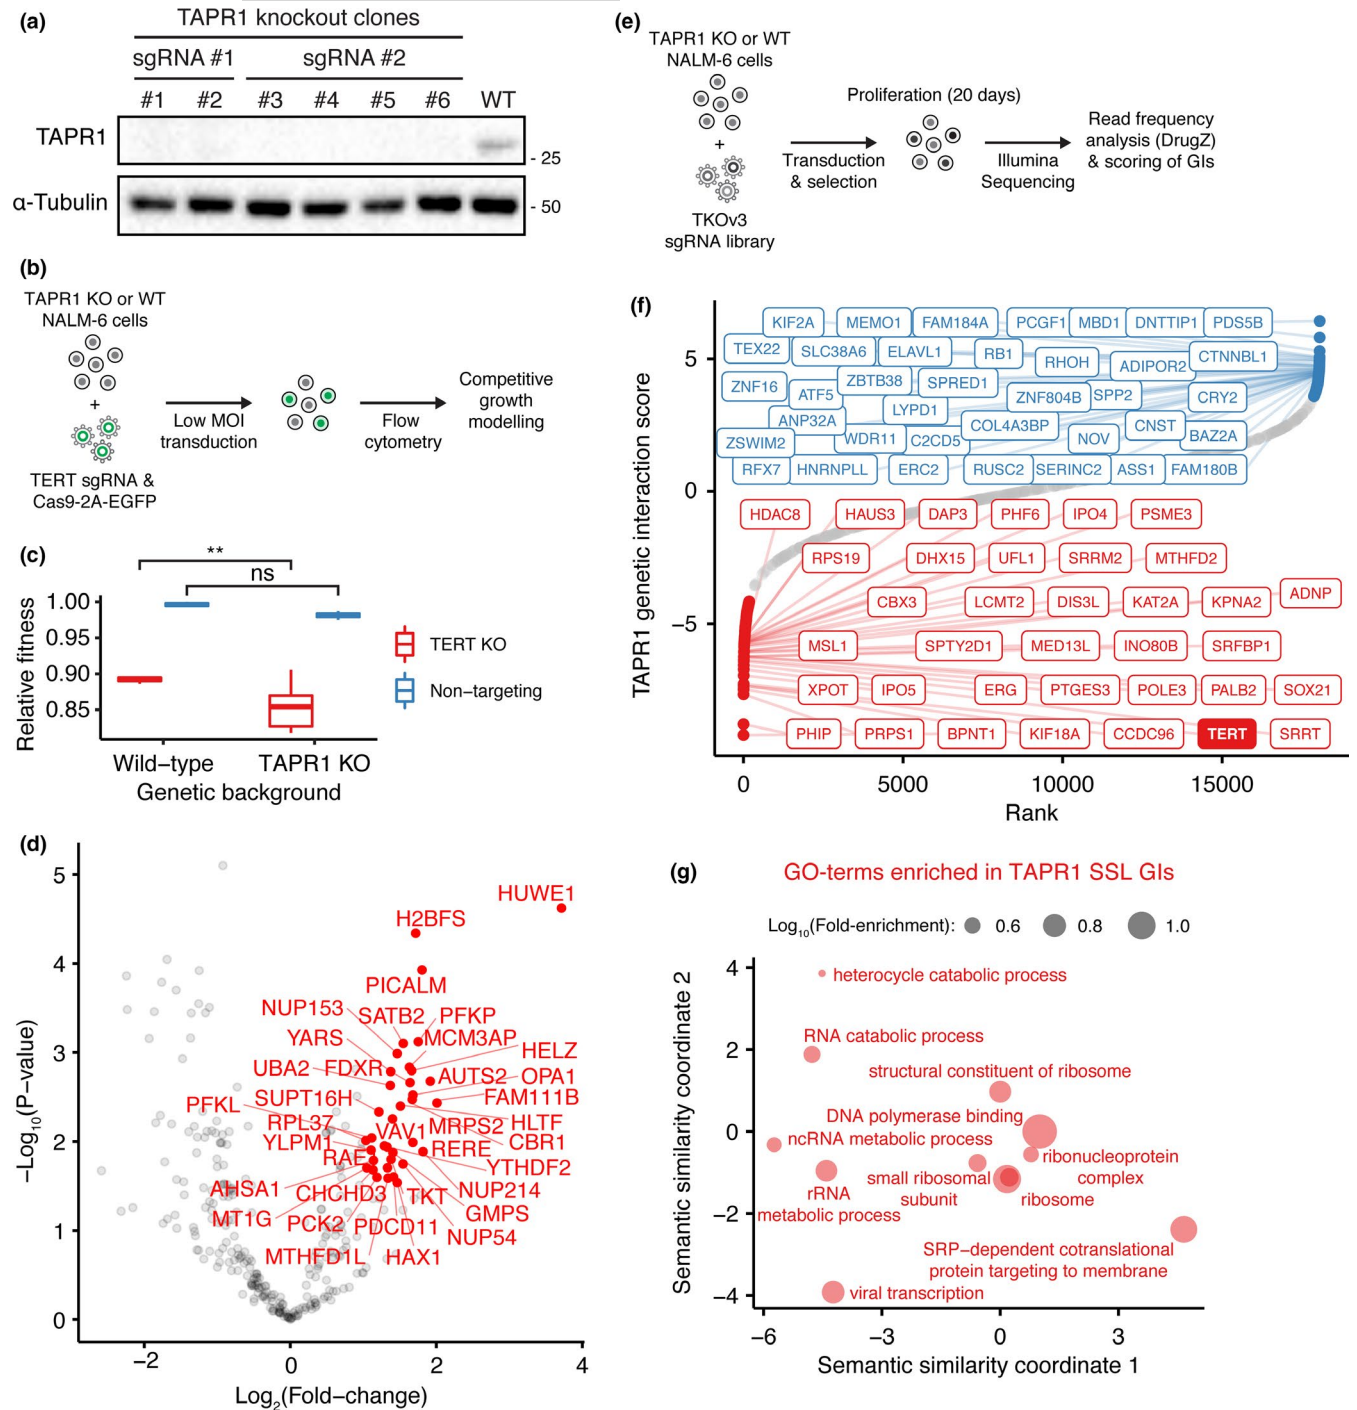 (a)
TAPR1 knockout clones
sgRNA #1
sgRNA #2
#1
#2
#3
#4
#5
#6
WT
TAPR1
- 25
α-Tubulin
- 50
(b)
TAPR1 KO or WT
NALM-6 cells
+
TERT sgRNA &
Cas9-2A-EGFP
Low MOI
transduction
Flow
cytometry
Competitive
growth
modelling
(c)
**
ns
Relative fitness
1.00
0.95
0.90
0.85
Wild-type
TAPR1 KO
Genetic background
TERT KO
Non-targeting
(d)
−Log10(P−value)
5
4
3
2
1
0
HUWE1
H2BFS
PICALM
NUP153
SATB2
PFKP
YARS
MCM3AP
HELZ
UBA2
FDXR
AUTS2
OPA1
PFKL
SUPT16H
FAM111B
RPL37
VAV1
MRPS2
HLTF
YLPM1
RERE
CBR1
RAE1
YTHDF2
AHSA1
CHCHD3
TKT
NUP214
MT1G
PCK2
PDCD11
GMPS
NUP54
MTHFD1L
HAX1
−2
0
2
4
Log2(Fold−change)
(e)
TAPR1 KO or WT
NALM-6 cells
+
TKOv3
sgRNA library
Transduction
& selection
Proliferation (20 days)
Illumina
Sequencing
Read frequency
analysis (DrugZ)
& scoring of GIs
(f)
TAPR1 genetic interaction score
5
0
−5
KIF2A
MEMO1
FAM184A
PCGF1
MBD1
DNTTIP1
PDS5B
TEX22
SLC38A6
ELAVL1
RB1
RHOH
ADIPOR2
CTNNBL1
ZNF16
ATF5
ZBTB38
SPRED1
ZNF804B
SPP2
CRY2
ANP32A
LYPD1
COL4A3BP
CNST
ZSWIM2
WDR11
C2CD5
NOV
BAZ2A
RFX7
HNRNPLL
ERC2
RUSC2
SERINC2
ASS1
FAM180B
HDAC8
HAUS3
DAP3
PHF6
IPO4
PSME3
RPS19
DHX15
UFL1
SRRM2
MTHFD2
CBX3
LCMT2
DIS3L
KAT2A
KPNA2
ADNP
MSL1
SPTY2D1
MED13L
INO80B
SRFBP1
XPOT
IPO5
ERG
PTGES3
POLE3
PALB2
SOX21
PHIP
PRPS1
BPNT1
KIF18A
CCDC96
TERT
SRRT
0
5000
10000
15000
Rank
(g)
GO-terms enriched in TAPR1 SSL GIs
Log10(Fold-enrichment):
0.6
0.8
1.0
Semantic similarity coordinate 2
4
2
0
−2
−4
heterocycle catabolic process
RNA catabolic process
structural constituent of ribosome
DNA polymerase binding
ncRNA metabolic process
ribonucleoprotein
complex
small ribosomal
subunit
ribosome
rRNA
metabolic process
SRP−dependent cotranslational
protein targeting to membrane
viral transcription
−6
−3
0
3
Semantic similarity coordinate 1